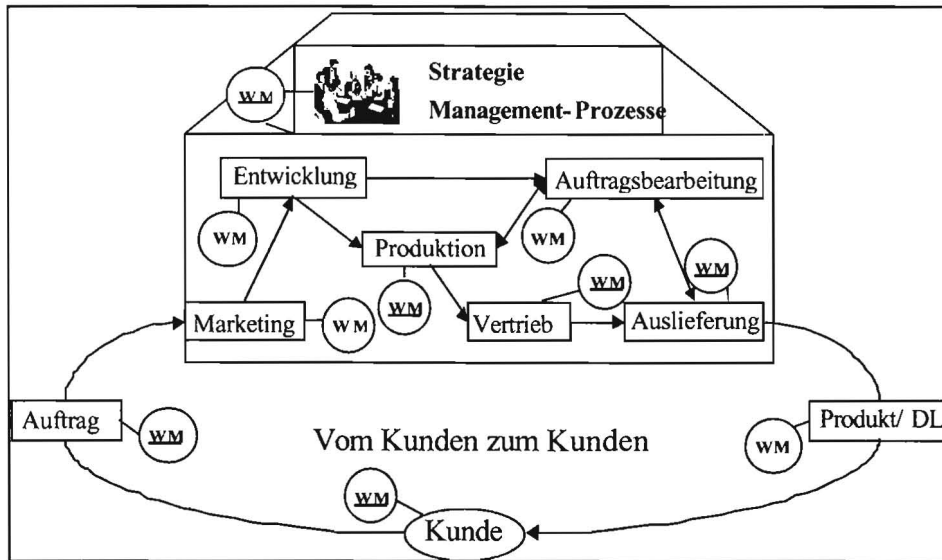 Strategie
WM
Management-Prozesse
Entwicklung
Auftragsbearbeitung
WM
WM
Produktion
WM
WM
WM
Marketing
WM
Vertrieb
Auslieferung
Auftrag
Produkt/ DL
WM
Vom Kunden zum Kunden
WM
WM
Kunde